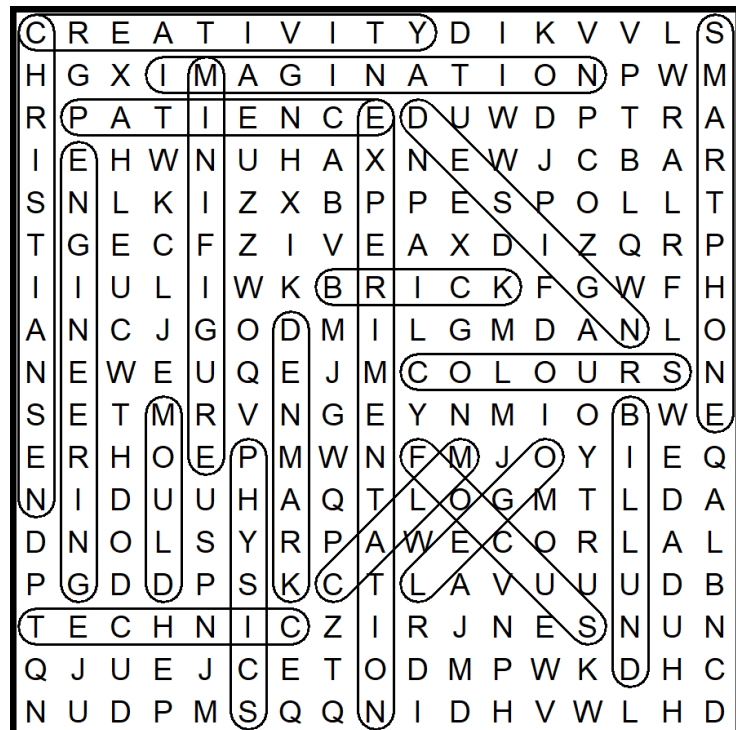 C R E A T I V I T Y D I K V V L S
H G X I M A G I N A T I O N P W M
R P A T I E N C E D U W D P T R A
I E H W N U H A X N E W J C B A R
S N L K I Z X B P P E S P O L L T
T G E C F Z I V E A X D I Z Q R P
I I U L I W K B R I C K F G W F H
A N C J G O D M I L G M D A N L O
N E W E U Q E J M C O L O U R S N
S E T M R V N G E Y N M I O B W E
E R H O E P M W N F M J O Y I E Q
N I D U U H A Q T L O G M T L D A
D N O L S Y R P A W E C O R L A L
P G D D P S K C T L A V U U U D B
T E C H N I C Z I R J N E S N U N
Q J U E J C E T O D M P W K D H C
N U D P M S Q Q N I D H V W L H D